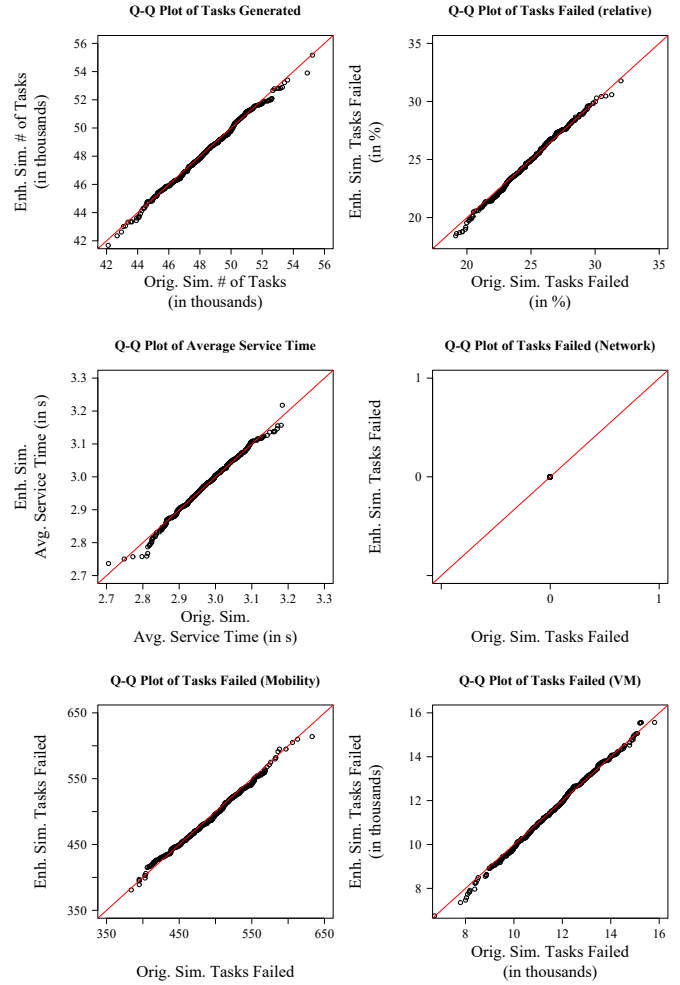 Q-Q Plot of Tasks Generated
Enh. Sim. # of Tasks
(in thousands)
56
54
52
50
48
46
44
42
42 44 46 48 50 52 54 56
Orig. Sim. # of Tasks
(in thousands)
Q-Q Plot of Tasks Failed (relative)
Enh. Sim. Tasks Failed
(in %)
35
30
25
20
20 25 30 35
Orig. Sim. Tasks Failed
(in %)
Q-Q Plot of Average Service Time
Enh. Sim.
Avg. Service Time (in s)
3.3
3.2
3.1
3.0
2.9
2.8
2.7
2.7 2.8 2.9 3.0 3.1 3.2 3.3
Orig. Sim.
Avg. Service Time (in s)
Q-Q Plot of Tasks Failed (Network)
Enh. Sim. Tasks Failed
1
0
0 1
Orig. Sim. Tasks Failed
Q-Q Plot of Tasks Failed (Mobility)
Enh. Sim. Tasks Failed
650
550
450
350
350 450 550 650
Orig. Sim. Tasks Failed
Q-Q Plot of Tasks Failed (VM)
Enh. Sim. Tasks Failed
(in thousands)
16
14
12
10
8
8 10 12 14 16
Orig. Sim. Tasks Failed
(in thousands)